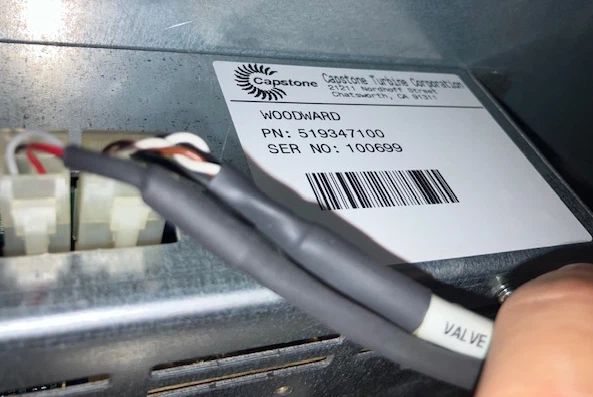 Capstone
Capstone Turbine Corporation
21211 Nordhoff Street
Chatsworth, CA 91311
WOODWARD
PN: 519347100
SER NO: 100699
VALVE